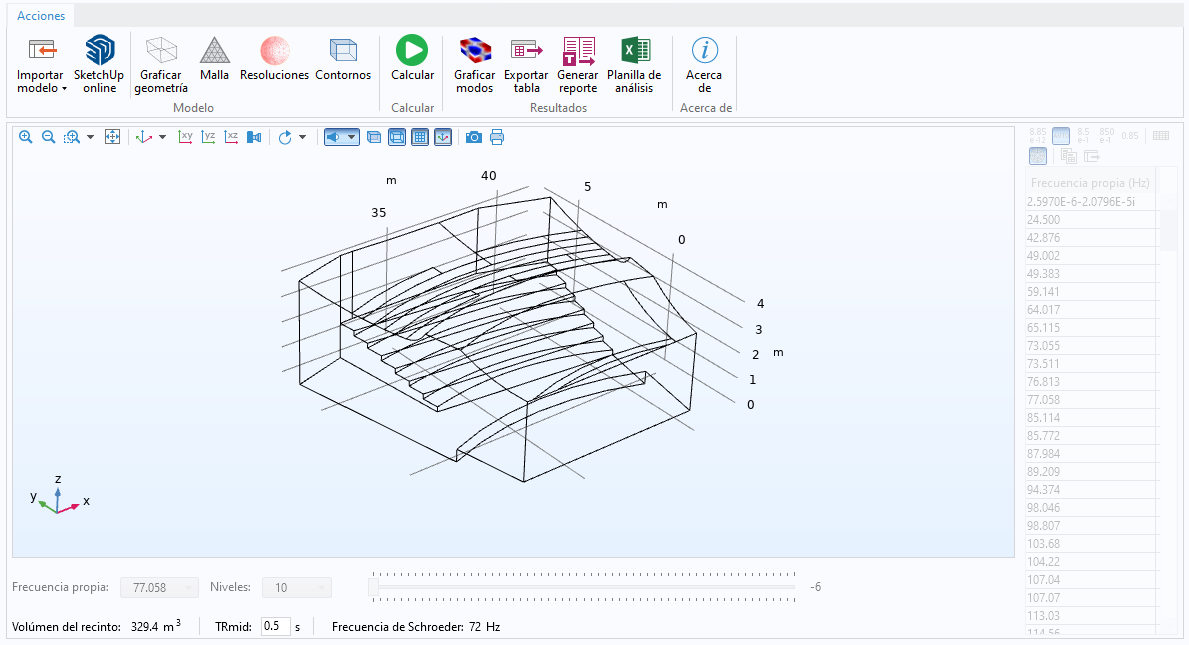 Acciones
Importar modelo
SketchUp online
Graficar geometría
Malla
Resoluciones
Contornos
Calcular
Graficar modos
Exportar tabla
Generar reporte
Planilla de análisis
Acerca de
Modelo
Calcular
Resultados
Acerca de
xy
yz
xz
8.85 e-12
8.5 e-1
850 e-4
0.85
m
40
5
35
m
0
4
3
2
m
1
0
z
y
x
Frecuencia propia (Hz)
2.5970E-6-2.0796E-5i
24.500
42.876
49.002
49.383
59.141
64.017
65.115
73.055
73.511
76.813
77.058
85.114
85.772
87.984
89.209
94.374
98.046
98.807
103.68
104.22
107.04
107.07
113.03
114.56
Frecuencia propia: 77.058 Niveles: 10 -6
Volúmen del recinto: 329.4 m³ TRmid: 0.5 s Frecuencia de Schroeder: 72 Hz